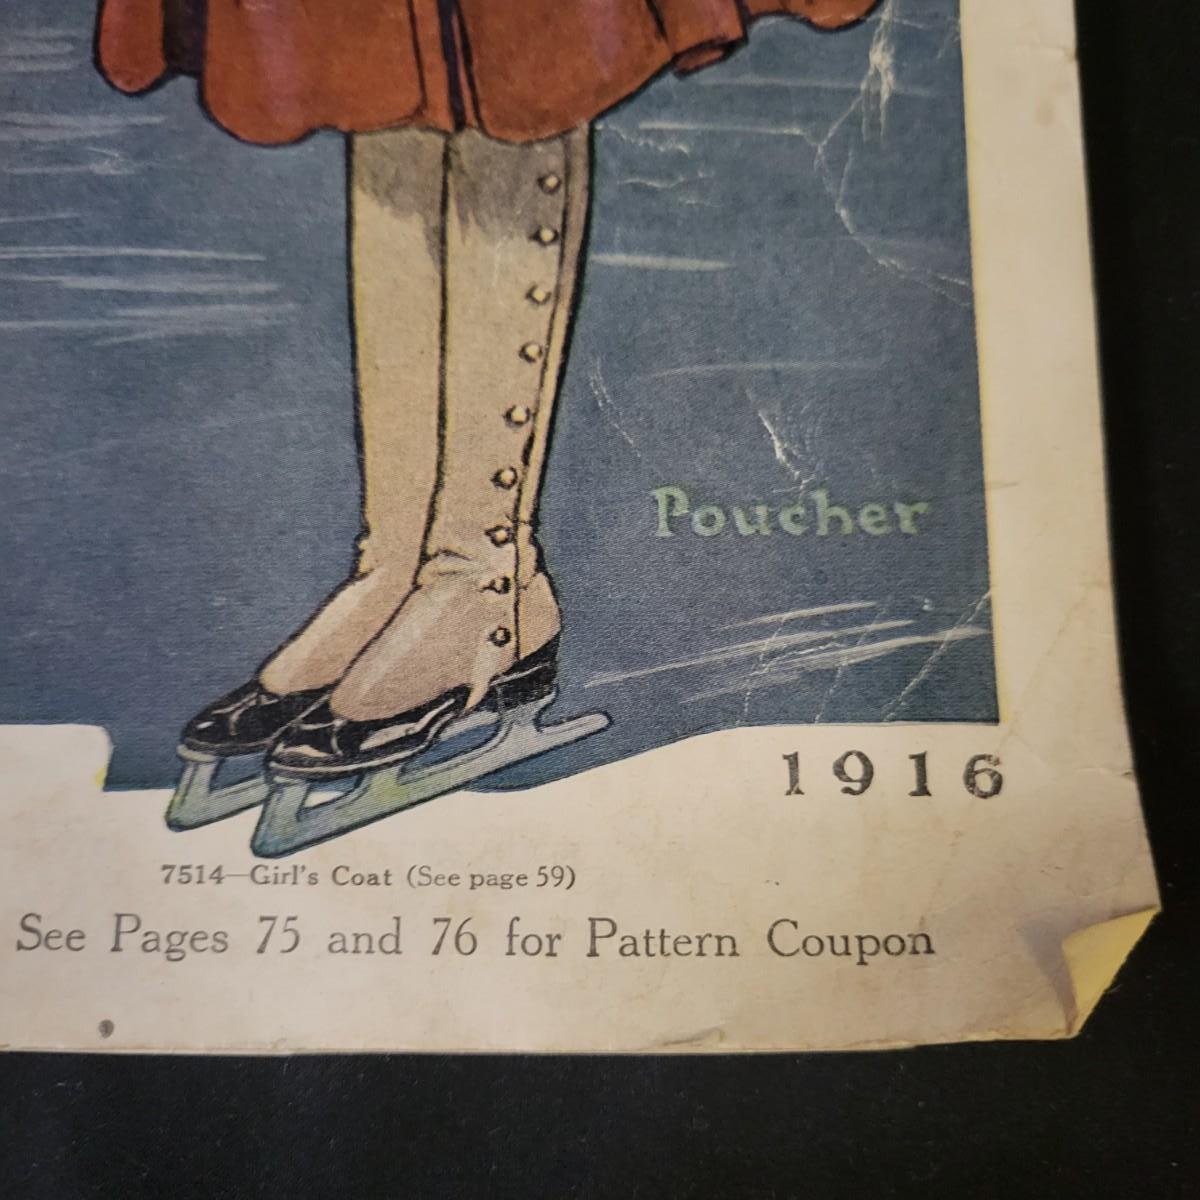 Poucher
1916
7514—Girl's Coat (See page 59)
See Pages 75 and 76 for Pattern Coupon